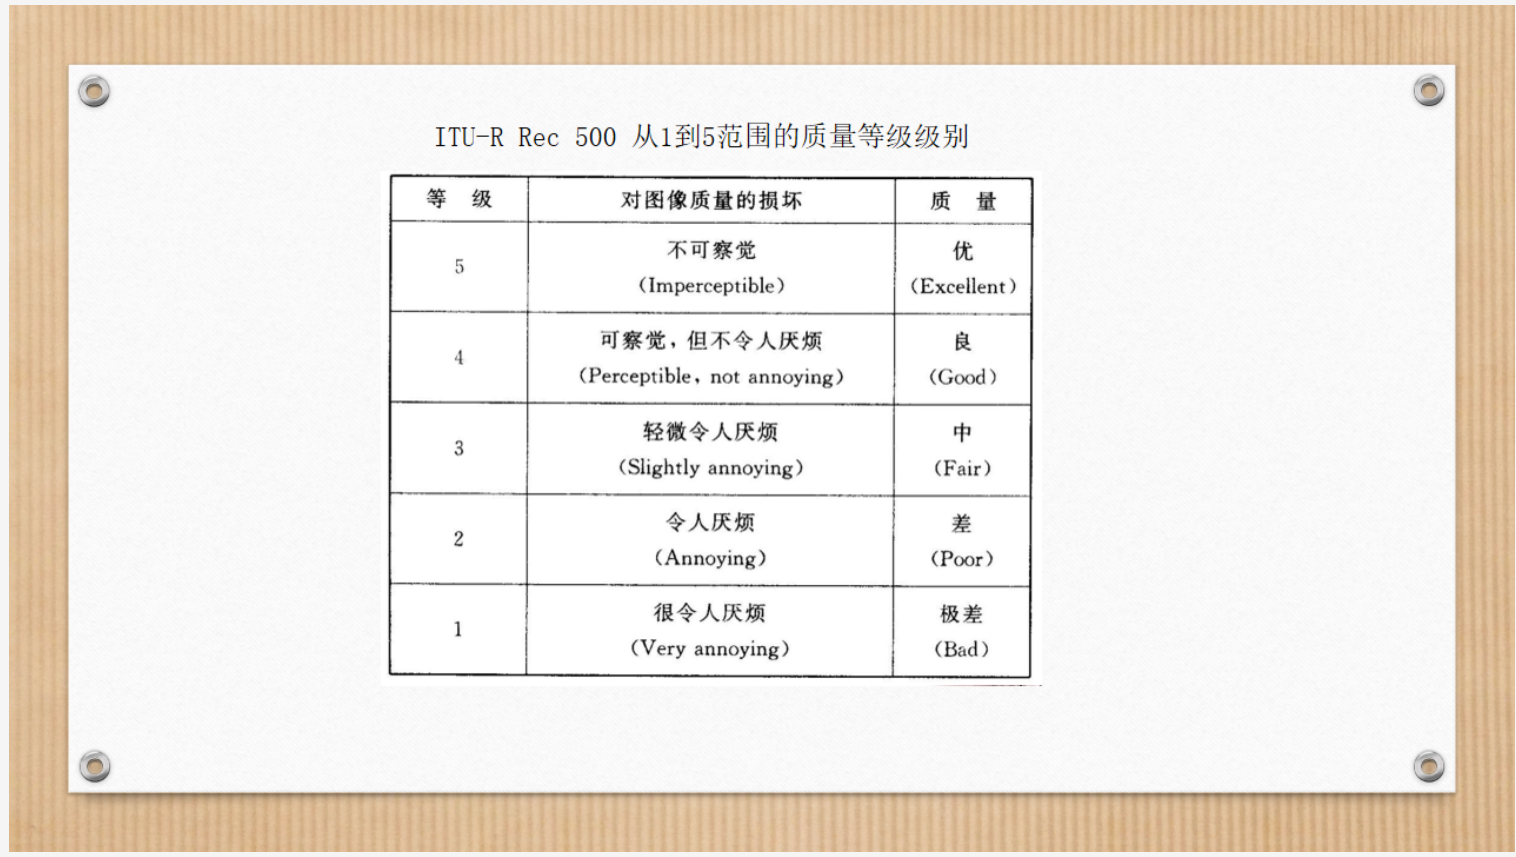 ITU-R Rec 500 从1到5范围的质量等级级别
等 级 对图像质量的损坏 质 量
5 不可察觉 (Imperceptible) 优 (Excellent)
4 可察觉，但不令人厌烦 (Perceptible, not annoying) 良 (Good)
3 轻微令人厌烦 (Slightly annoying) 中 (Fair)
2 令人厌烦 (Annoying) 差 (Poor)
1 很令人厌烦 (Very annoying) 极差 (Bad)